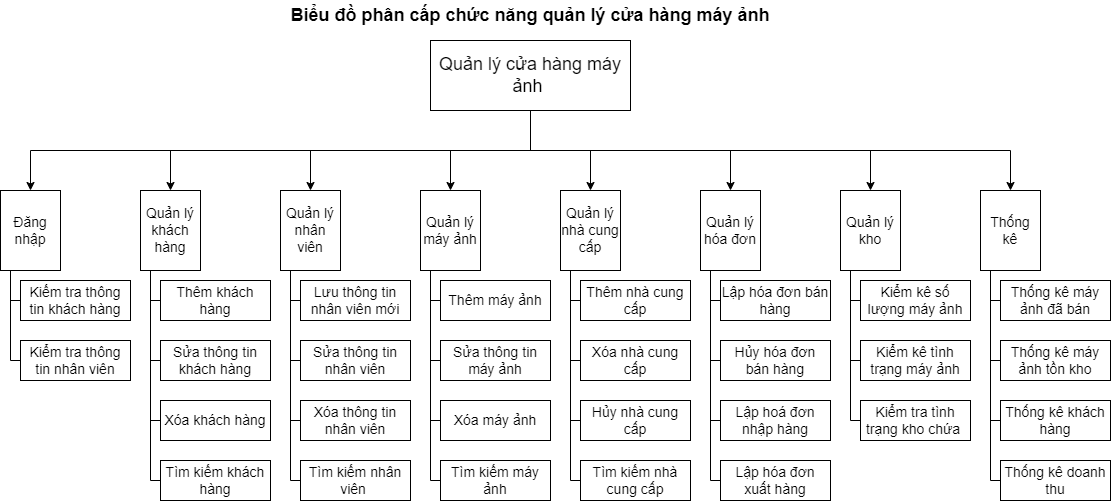 Biểu đồ phân cấp chức năng quản lý cửa hàng máy ảnh
Quản lý cửa hàng máy
ảnh
Đăng
nhập
Kiểm tra thông
tin khách hàng
Kiểm tra thông
tin nhân viên
Quản lý
khách
hàng
Thêm khách
hàng
Sửa thông tin
khách hàng
Xóa khách hàng
Tìm kiếm khách
hàng
Quản lý
nhân
viên
Lưu thông tin
nhân viên mới
Sửa thông tin
nhân viên
Xóa thông tin
nhân viên
Tìm kiếm nhân
viên
Quản lý
máy ảnh
Thêm máy ảnh
Sửa thông tin
máy ảnh
Xóa máy ảnh
Tìm kiếm máy
ảnh
Quản lý
nhà cung
cấp
Thêm nhà cung
cấp
Xóa nhà cung
cấp
Hủy nhà cung
cấp
Tìm kiếm nhà
cung cấp
Quản lý
hóa đơn
Lập hóa đơn bán
hàng
Hủy hóa đơn
bán hàng
Lập hoá đơn
nhập hàng
Lập hóa đơn
xuất hàng
Quản lý
kho
Kiểm kê số
lượng máy ảnh
Kiểm kê tình
trạng máy ảnh
Kiểm tra tình
trạng kho chứa
Thống
kê
Thống kê máy
ảnh đã bán
Thống kê máy
ảnh tồn kho
Thống kê khách
hàng
Thống kê doanh
thu